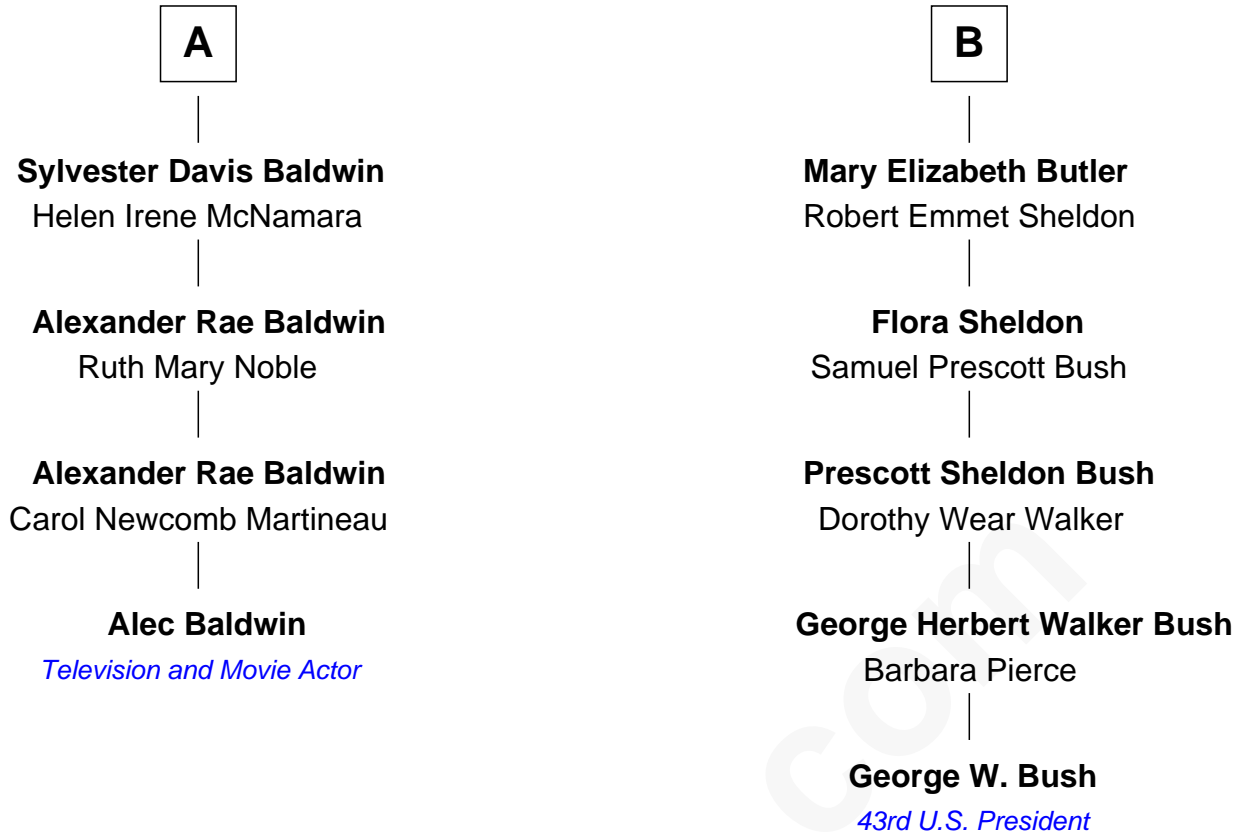 A
Sylvester Davis Baldwin
Helen Irene McNamara
Alexander Rae Baldwin
Ruth Mary Noble
Alexander Rae Baldwin
Carol Newcomb Martineau
Alec Baldwin
Television and Movie Actor
B
Mary Elizabeth Butler
Robert Emmet Sheldon
Flora Sheldon
Samuel Prescott Bush
Prescott Sheldon Bush
Dorothy Wear Walker
George Herbert Walker Bush
Barbara Pierce
George W. Bush
43rd U.S. President
com